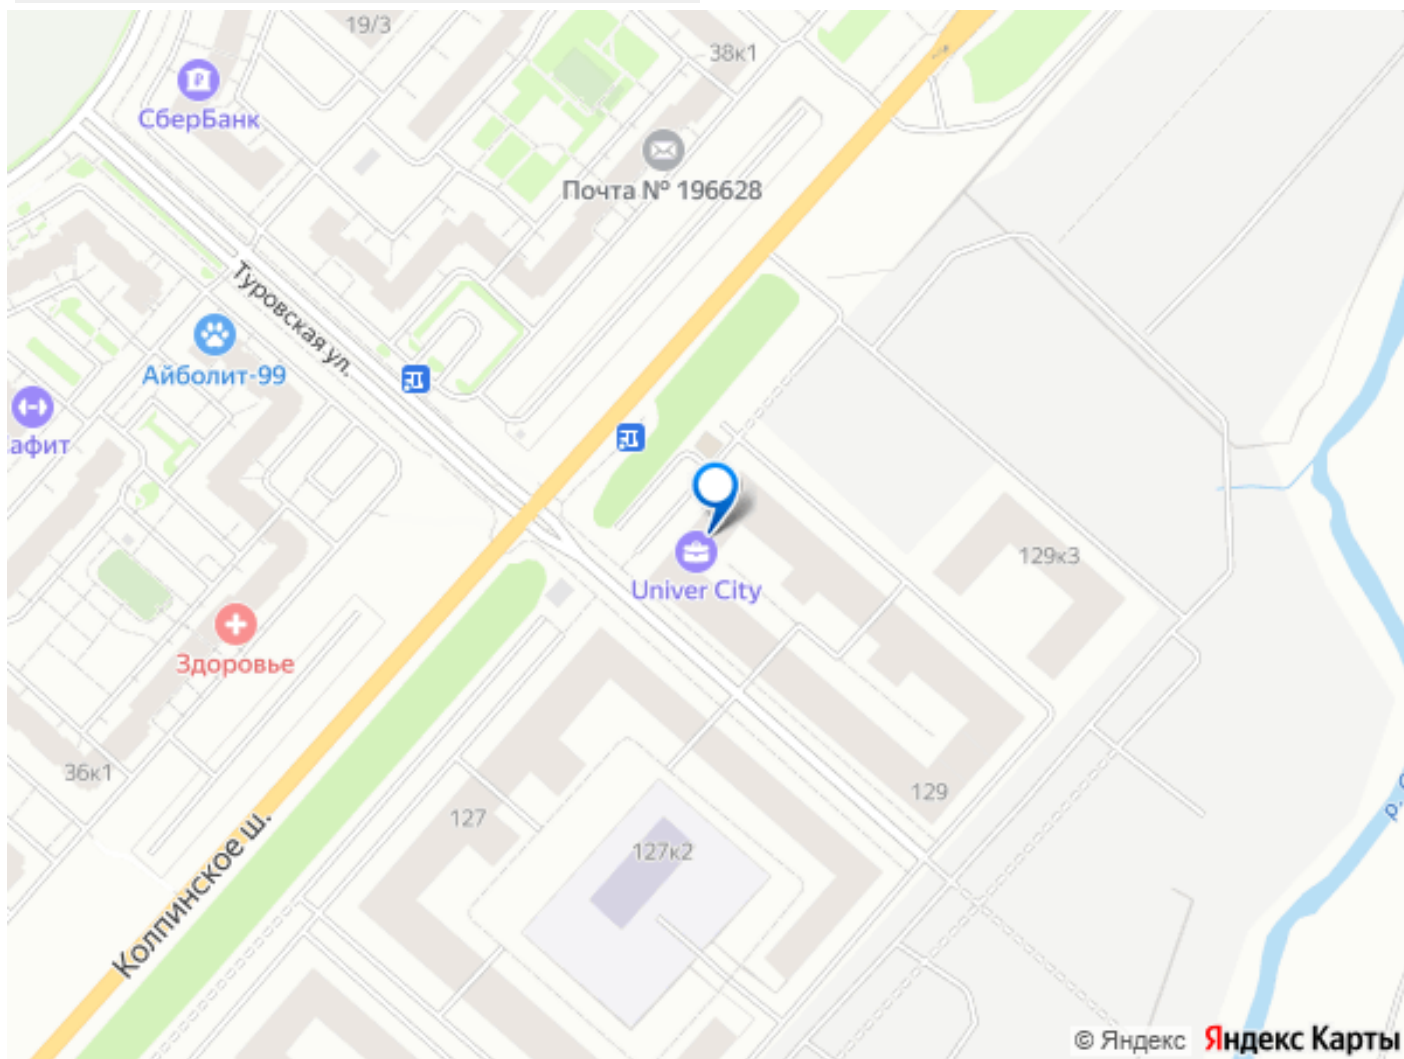 19/3
38к1
СберБанк
Почта № 196628
Туровская ул.
Айболит-99
афит
Univer City
129к3
Здоровье
36к1
129
127
127к2
Колпинское ш.
р. С
© Яндекс Яндекс Карты